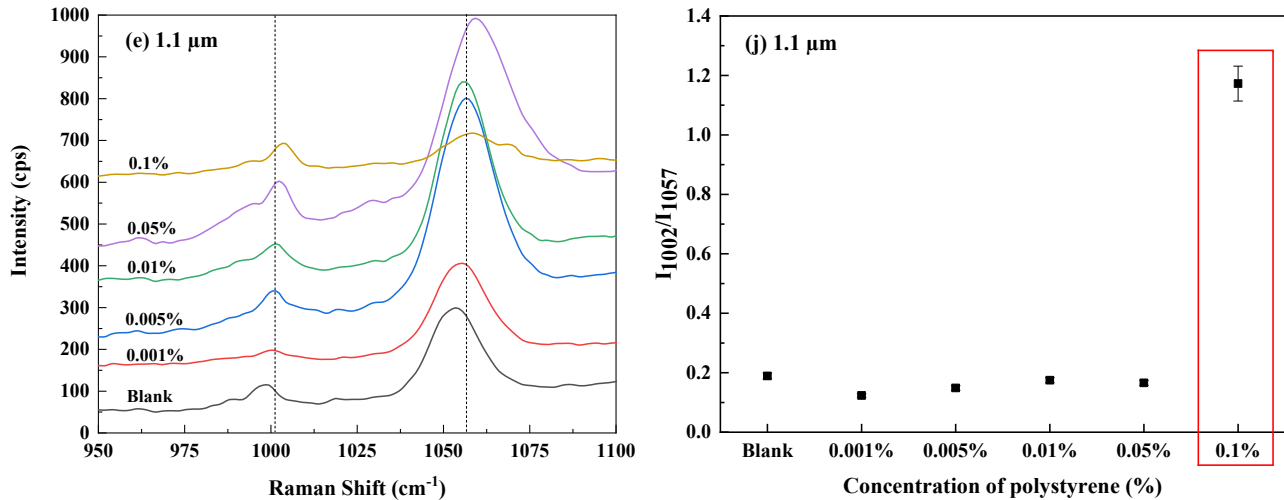 1000
900
800
700
600
500
400
300
200
100
0
Intensity (cps)
(e) 1.1 µm
0.1%
0.05%
0.01%
0.005%
0.001%
Blank
950 975 1000 1025 1050 1075 1100
Raman Shift (cm⁻¹)
1.4
1.2
1.0
0.8
0.6
0.4
0.2
0.0
I₁₀₀₂/I₁₀₅₇
(j) 1.1 µm
Blank 0.001% 0.005% 0.01% 0.05% 0.1%
Concentration of polystyrene (%)